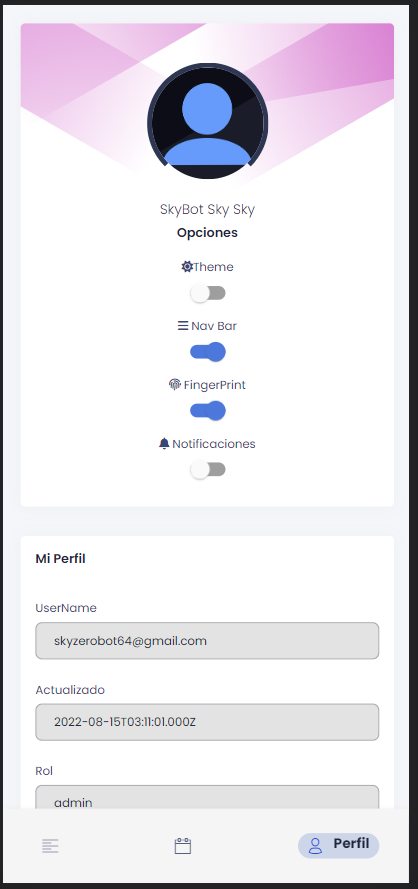 SkyBot Sky Sky
Opciones
Theme
Nav Bar
FingerPrint
Notificaciones
Mi Perfil
UserName
skyzerobot64@gmail.com
Actualizado
2022-08-15T03:11:01.000Z
Rol
admin
Perfil